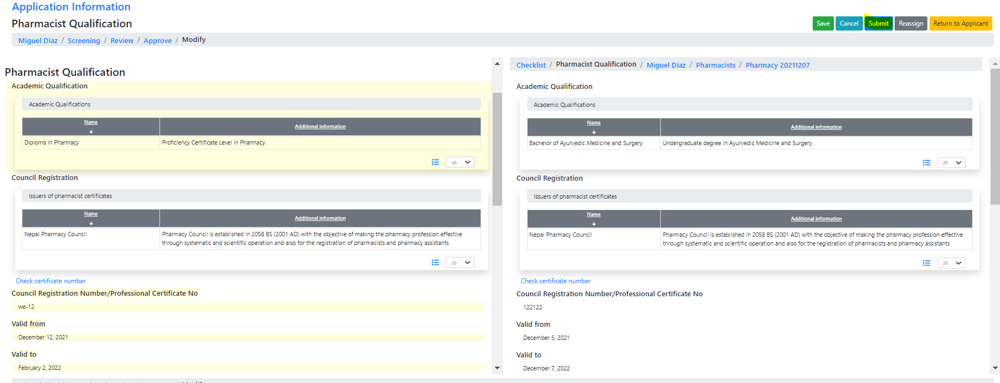 Application Information
Pharmacist Qualification
Save Cancel Submit Reassign Return to Applicant
Miguel Diaz / Screening / Review / Approve / Modify
Pharmacist Qualification
Academic Qualification
Academic Qualifications
Name
Additional information
Diploma in Pharmacy
Proficiency Certificate Level in Pharmacy.
20
Council Registration
Issuers of pharmacist certificates
Name
Additional information
Nepal Pharmacy Council
Pharmacy Council is established in 2058 BS (2001 AD) with the objective of making the pharmacy profession effective
through systematic and scientific operation and also for the registration of pharmacists and pharmacy assistants
20
Check certificate number
Council Registration Number/Professional Certificate No
we-12
Valid from
December 12, 2021
Valid to
February 2, 2022
Checklist / Pharmacist Qualification / Miguel Diaz / Pharmacists / Pharmacy 20211207
Academic Qualification
Academic Qualifications
Name
Additional information
Bachelor of Ayurvedic Medicine and Surgery
Undergraduate degree in Ayurvedic Medicine and Surgery
20
Council Registration
Issuers of pharmacist certificates
Name
Additional information
Nepal Pharmacy Council
Pharmacy Council is established in 2058 BS (2001 AD) with the objective of making the pharmacy profession effective
through systematic and scientific operation and also for the registration of pharmacists and pharmacy assistants
20
Check certificate number
Council Registration Number/Professional Certificate No
122122
Valid from
December 5, 2021
Valid to
December 7, 2022